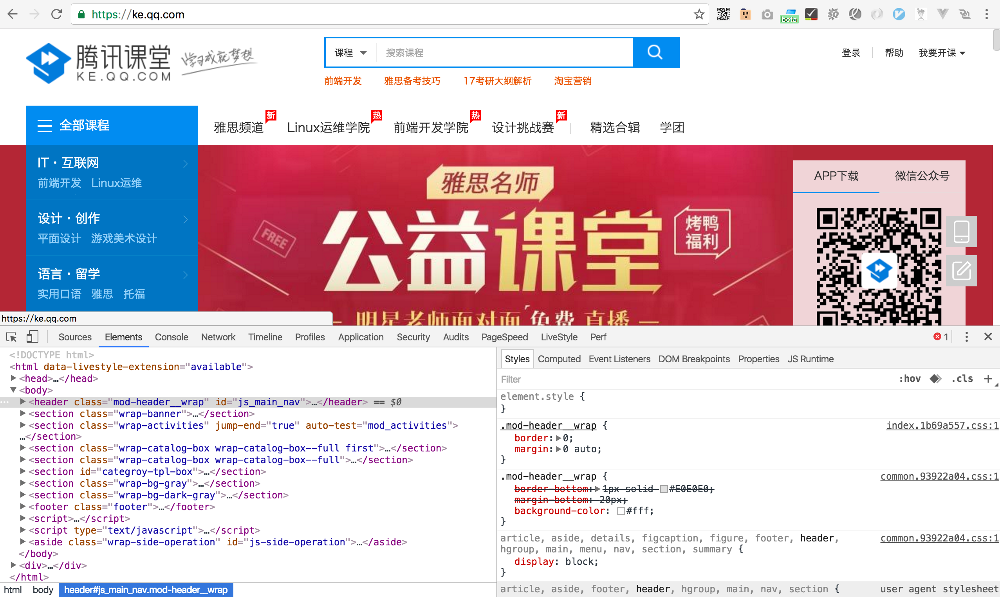 https://ke.qq.com
beta
腾讯课堂
KE.QQ.COM
学习成就梦想
课程 搜索课程
登录 帮助 我要开课
前端开发 雅思备考技巧 17考研大纲解析 淘宝营销
全部课程
雅思频道 新 Linux运维学院 热 前端开发学院 热 设计挑战赛 新 精选合辑 学团
IT・互联网
前端开发 Linux运维
设计・创作
平面设计 游戏美术设计
语言・留学
实用口语 雅思 托福
雅思名师
公益课堂
烤鸭
福利
FREE
明星老师面对面「免费 直播
APP下载 微信公众号
https://ke.qq.com
Sources Elements Console Network Timeline Profiles Application Security Audits PageSpeed LiveStyle Perf 1
<!DOCTYPE html>
<html data-livestyle-extension="available">
<head>…</head>
<body>
<header class="mod-header__wrap" id="js_main_nav">…</header> == $0
<section class="wrap-banner">…</section>
<section class="wrap-activities" jump-end="true" auto-test="mod_activities">
…</section>
<section class="wrap-catalog-box wrap-catalog-box--full first">…</section>
<section class="wrap-catalog-box wrap-catalog-box--full">…</section>
<section id="categroy-tpl-box">…</section>
<section class="wrap-bg-gray">…</section>
<section class="wrap-bg-dark-gray">…</section>
<footer class="footer">…</footer>
<script>…</script>
<script type="text/javascript">…</script>
<aside class="wrap-side-operation" id="js-side-operation">…</aside>
</body>
<div>…</div>
</html>
html body header#js_main_nav.mod-header__wrap
Styles Computed Event Listeners DOM Breakpoints Properties JS Runtime
Filter :hov .cls +
element.style {
}
.mod-header__wrap { index.1b69a557.css:1
border: 0;
margin: 0 auto;
}
.mod-header__wrap { common.93922a04.css:1
border-bottom: 1px solid #E0E0E0;
margin-bottom: 20px;
background-color: #fff;
}
article, aside, details, figcaption, figure, footer, header, common.93922a04.css:1
hgroup, main, menu, nav, section, summary {
display: block;
}
article, aside, footer, header, hgroup, main, nav, section { user agent stylesheet